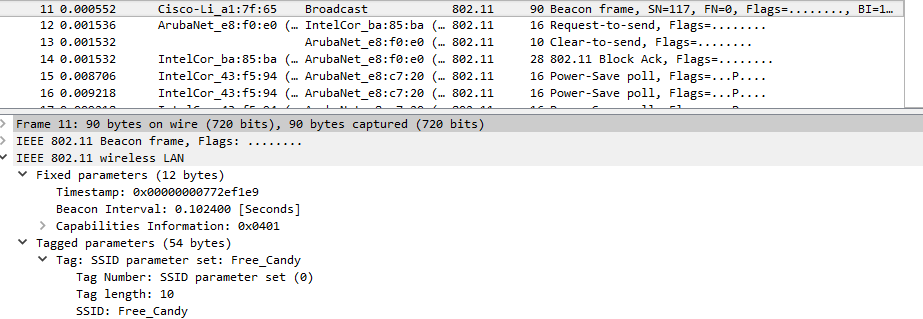 11 0.000552 Cisco-Li_a1:7f:65 Broadcast 802.11 90 Beacon frame, SN=117, FN=0, Flags=........, BI=1…
12 0.001536 ArubaNet_e8:f0:e0 (… IntelCor_ba:85:ba (… 802.11 16 Request-to-send, Flags=........
13 0.001532 ArubaNet_e8:f0:e0 (… 802.11 10 Clear-to-send, Flags=........
14 0.001532 IntelCor_ba:85:ba (… ArubaNet_e8:f0:e0 (… 802.11 28 802.11 Block Ack, Flags=........
15 0.008706 IntelCor_43:f5:94 (… ArubaNet_e8:c7:20 (… 802.11 16 Power-Save poll, Flags=...P....
16 0.009218 IntelCor_43:f5:94 (… ArubaNet_e8:c7:20 (… 802.11 16 Power-Save poll, Flags=...P....
Frame 11: 90 bytes on wire (720 bits), 90 bytes captured (720 bits)
IEEE 802.11 Beacon frame, Flags: ........
IEEE 802.11 wireless LAN
Fixed parameters (12 bytes)
Timestamp: 0x00000000772ef1e9
Beacon Interval: 0.102400 [Seconds]
Capabilities Information: 0x0401
Tagged parameters (54 bytes)
Tag: SSID parameter set: Free_Candy
Tag Number: SSID parameter set (0)
Tag length: 10
SSID: Free_Candy